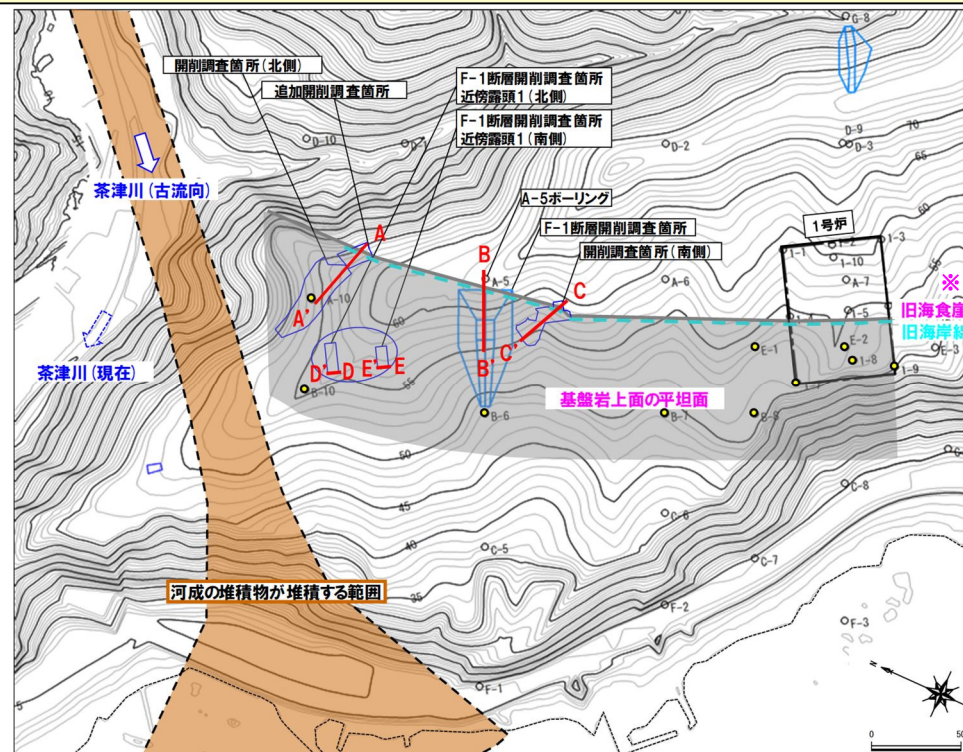 G-8
開削調査箇所(北側)
追加開削調査箇所
F-1断層開削調査箇所
近傍露頭1(北側)
F-1断層開削調査箇所
近傍露頭1(南側)
D-10
D-1
D-2
D-9
D-3
70
65
茶津川(古流向)
A-5ボーリング
F-1断層開削調査箇所
開削調査箇所(南側)
1号炉
60
A
B
C
A-5
A-6
1-1
1-2
1-3
1-10
A-7
55
※
旧海食崖
旧海岸線
A-10
A'
60
1-5
茶津川(現在)
D'
D
E'
E
C'
B'
55
E-1
E-2
E-3
1-8
1-9
B-10
基盤岩上面の平坦面
B-6
B-7
B-8
50
45
C-8
C-6
40
C-5
C-7
河成の堆積物が堆積する範囲
35
F-2
F-3
F-1
5
0
50